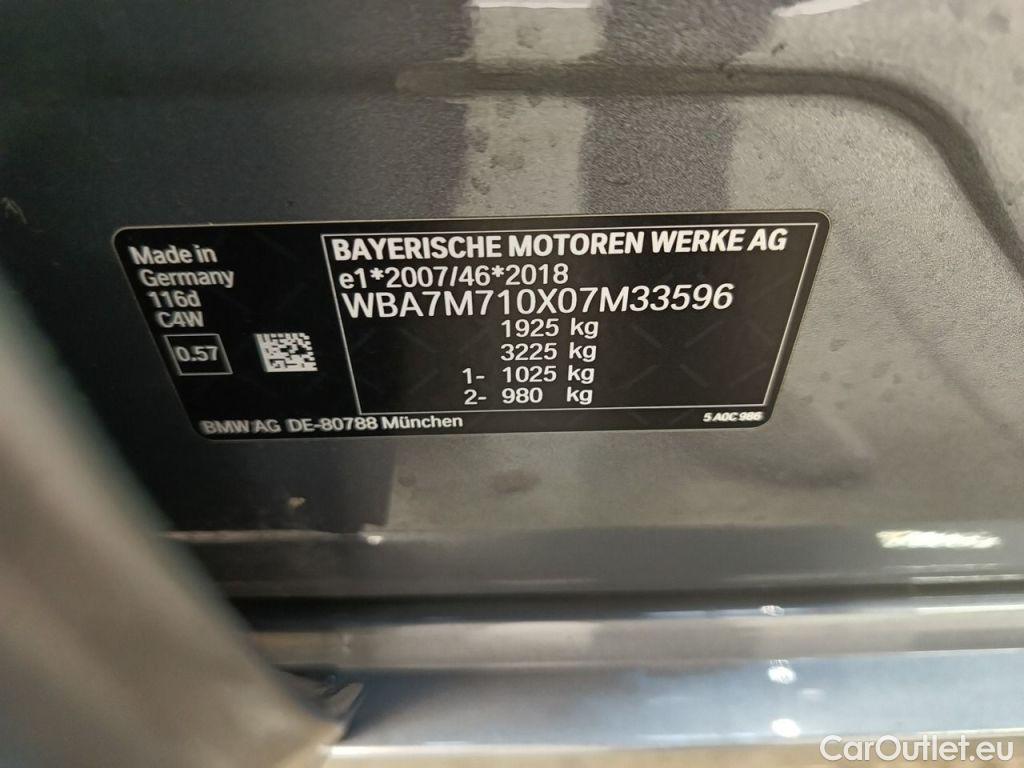 Made in
Germany
116d
C4W
0.57
BAYERISCHE MOTOREN WERKE AG
e1*2007/46*2018
WBA7M710X07M33596
1925 kg
3225 kg
1- 1025 kg
2- 980 kg
BMW AG DE-80788 München
5 A0C 986
CarOutlet.eu